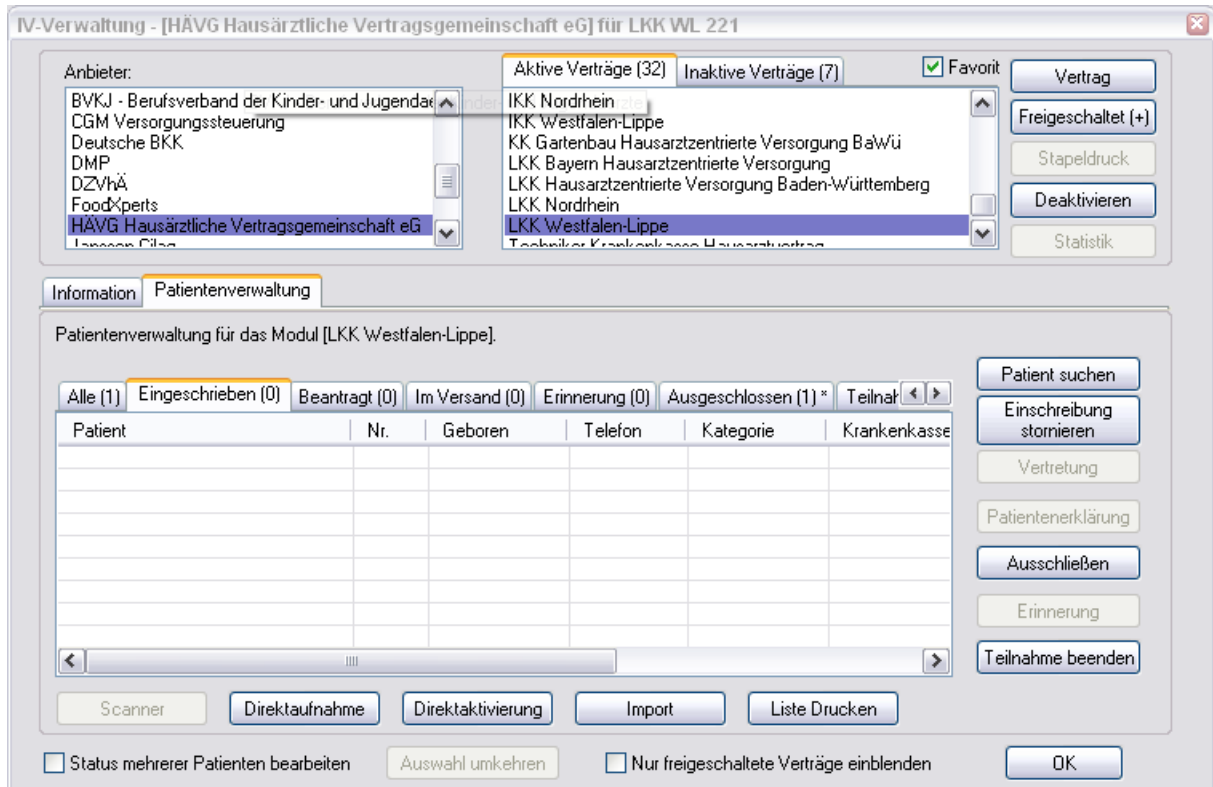 IV-Verwaltung - [HÄVG Hausärztliche Vertragsgemeinschaft eG] für LKK WL 221
Anbieter:
BVKJ - Berufsverband der Kinder- und Jugendae
CGM Versorgungssteuerung
Deutsche BKK
DMP
DZVhÄ
FoodXperts
HÄVG Hausärztliche Vertragsgemeinschaft eG
Janssen Cilag
Aktive Verträge (32) Inaktive Verträge (7)
IKK Nordrhein
IKK Westfalen-Lippe
KK Gartenbau Hausarztzentrierte Versorgung BaWü
LKK Bayern Hausarztzentrierte Versorgung
LKK Hausarztzentrierte Versorgung Baden-Württemberg
LKK Nordrhein
LKK Westfalen-Lippe
Techniker Krankenkasse Hausarztvertrag
Favorit
Vertrag
Freigeschaltet (+)
Stapeldruck
Deaktivieren
Statistik
Information Patientenverwaltung
Patientenverwaltung für das Modul [LKK Westfalen-Lippe].
Alle (1) Eingeschrieben (0) Beantragt (0) Im Versand (0) Erinnerung (0) Ausgeschlossen (1) * Teilnah
Patient Nr. Geboren Telefon Kategorie Krankenkasse
Patient suchen
Einschreibung
stornieren
Vertretung
Patientenerklärung
Ausschließen
Erinnerung
Teilnahme beenden
Scanner Direktaufnahme Direktaktivierung Import Liste Drucken
Status mehrerer Patienten bearbeiten Auswahl umkehren Nur freigeschaltete Verträge einblenden OK